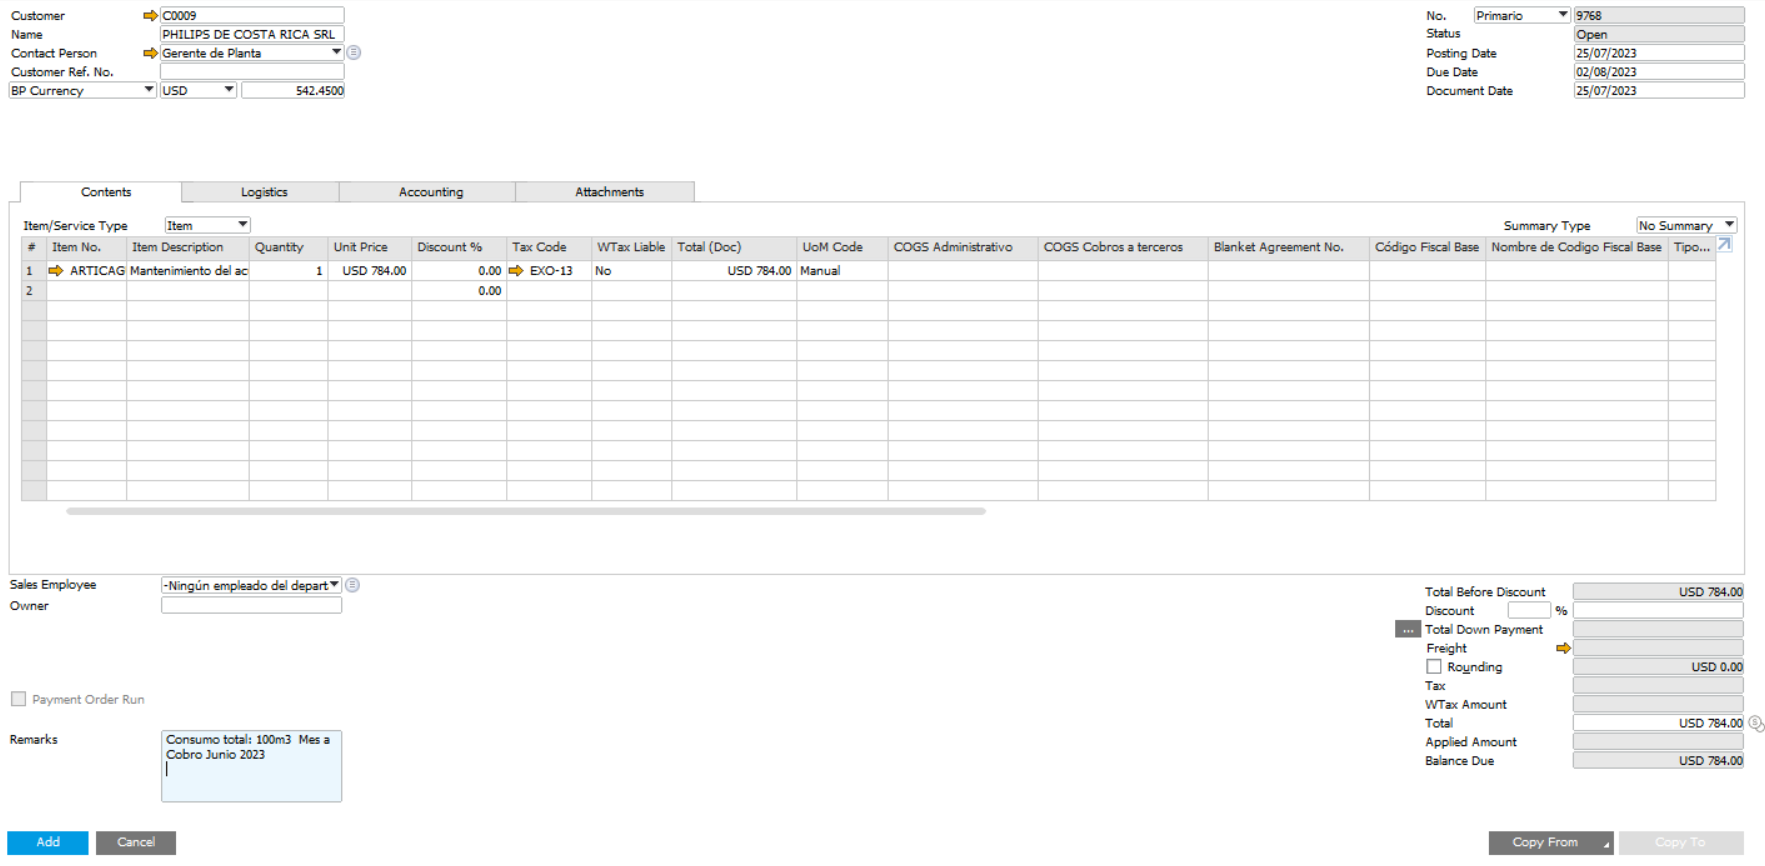 Customer C0009
Name PHILIPS DE COSTA RICA SRL
Contact Person Gerente de Planta
Customer Ref. No.
BP Currency USD 542.4500
No. Primario 9768
Status Open
Posting Date 25/07/2023
Due Date 02/08/2023
Document Date 25/07/2023
Contents Logistics Accounting Attachments
Item/Service Type Item Summary Type No Summary
# Item No. Item Description Quantity Unit Price Discount % Tax Code WTax Liable Total (Doc) UoM Code COGS Administrativo COGS Cobros a terceros Blanket Agreement No. Código Fiscal Base Nombre de Codigo Fiscal Base Tipo...
1 ARTICAG Mantenimiento del ac 1 USD 784.00 0.00 EXO-13 No USD 784.00 Manual
2 0.00
Sales Employee -Ningún empleado del depart
Owner
Payment Order Run
Remarks Consumo total: 100m3 Mes a
Cobro Junio 2023
Total Before Discount USD 784.00
Discount %
... Total Down Payment
Freight
Rounding USD 0.00
Tax
WTax Amount
Total USD 784.00
Applied Amount
Balance Due USD 784.00
Add Cancel Copy From Copy To